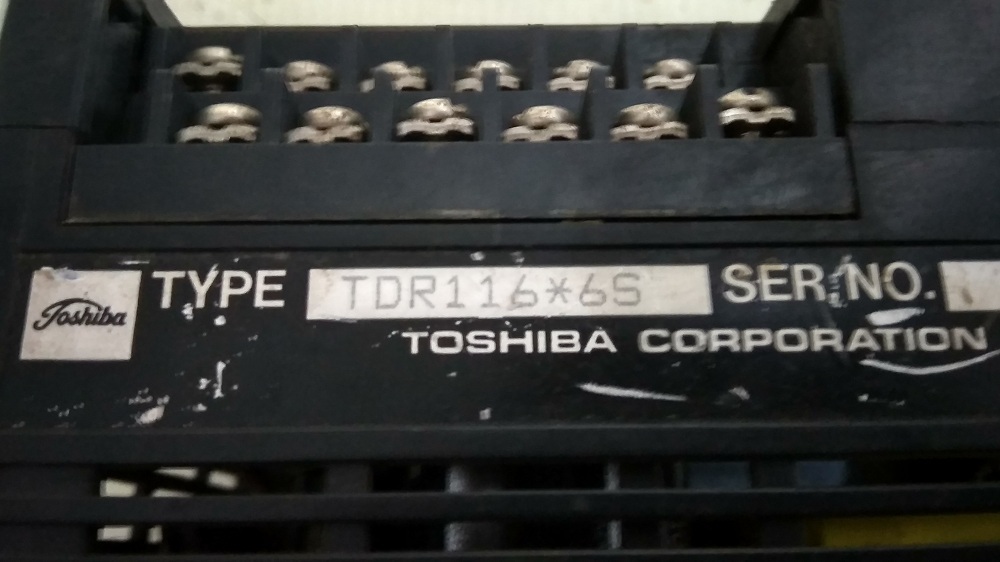 Toshiba TYPE TDR116*6S SER.NO.
TOSHIBA CORPORATION